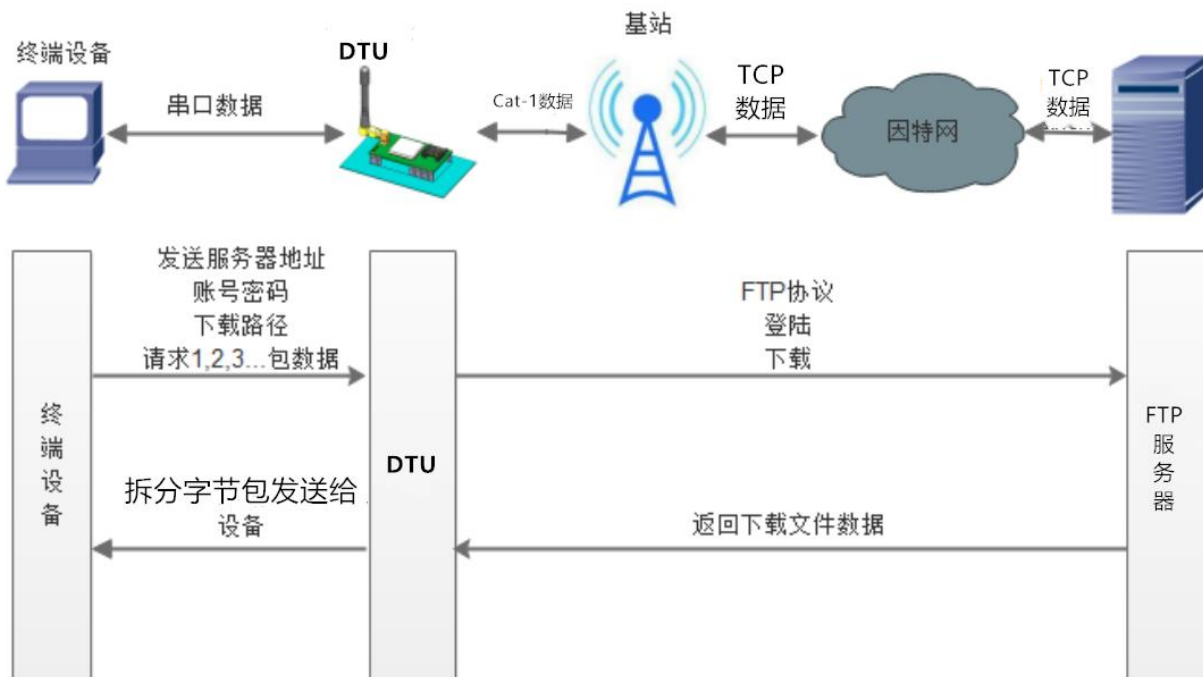 基站
终端设备
DTU
串口数据
Cat-1数据
TCP
数据
因特网
TCP
数据
发送服务器地址
账号密码
下载路径
请求1,2,3...包数据
FTP协议
登陆
下载
终端设备
DTU
FTP
服
务
器
拆分字节包发送给
设备
返回下载文件数据